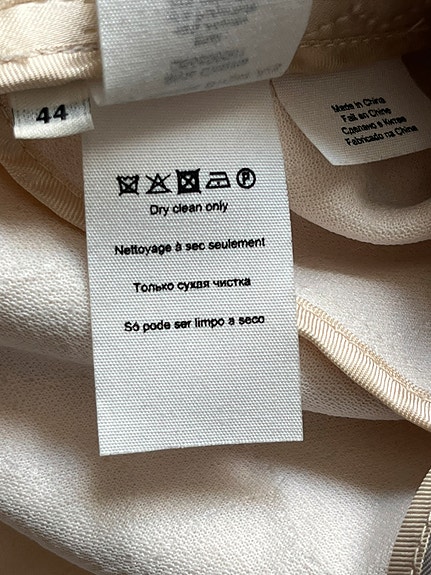 44
Made in China
Fait en Chine
Сделано в Китае
Fabricado na China
Dry clean only
Nettoyage à sec seulement
Только сухая чистка
Só pode ser limpo a seco